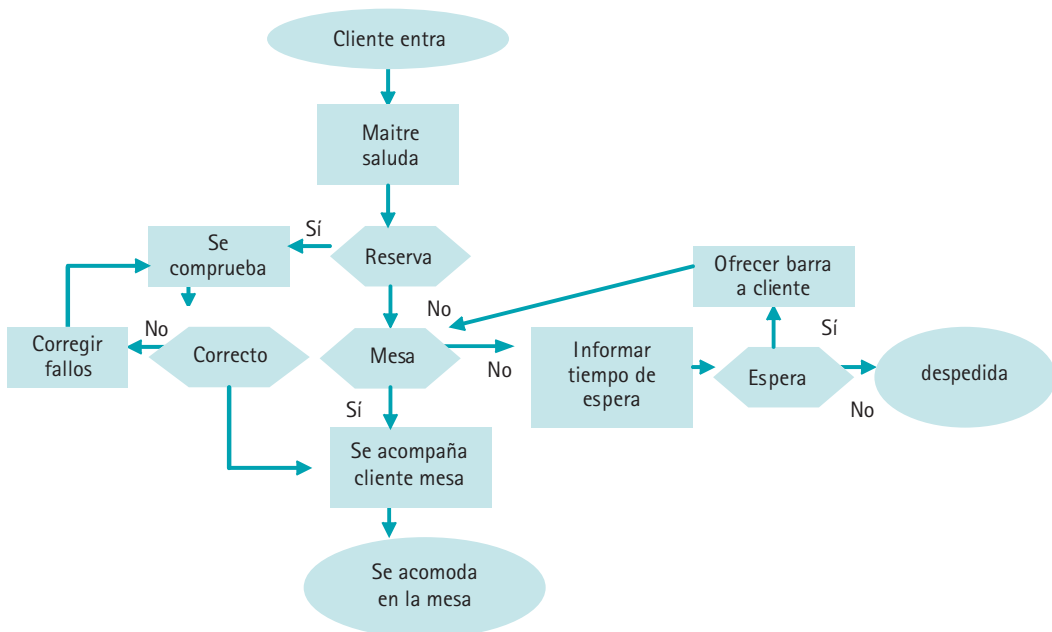 Cliente entra
Maitre
saluda
Sí
Reserva
Se
comprueba
Ofrecer barra
a cliente
No
No
Sí
Corregir
fallos
Correcto
Mesa
No
Informar
tiempo de
espera
Espera
despedida
No
Sí
Se acompaña
cliente mesa
Se acomoda
en la mesa